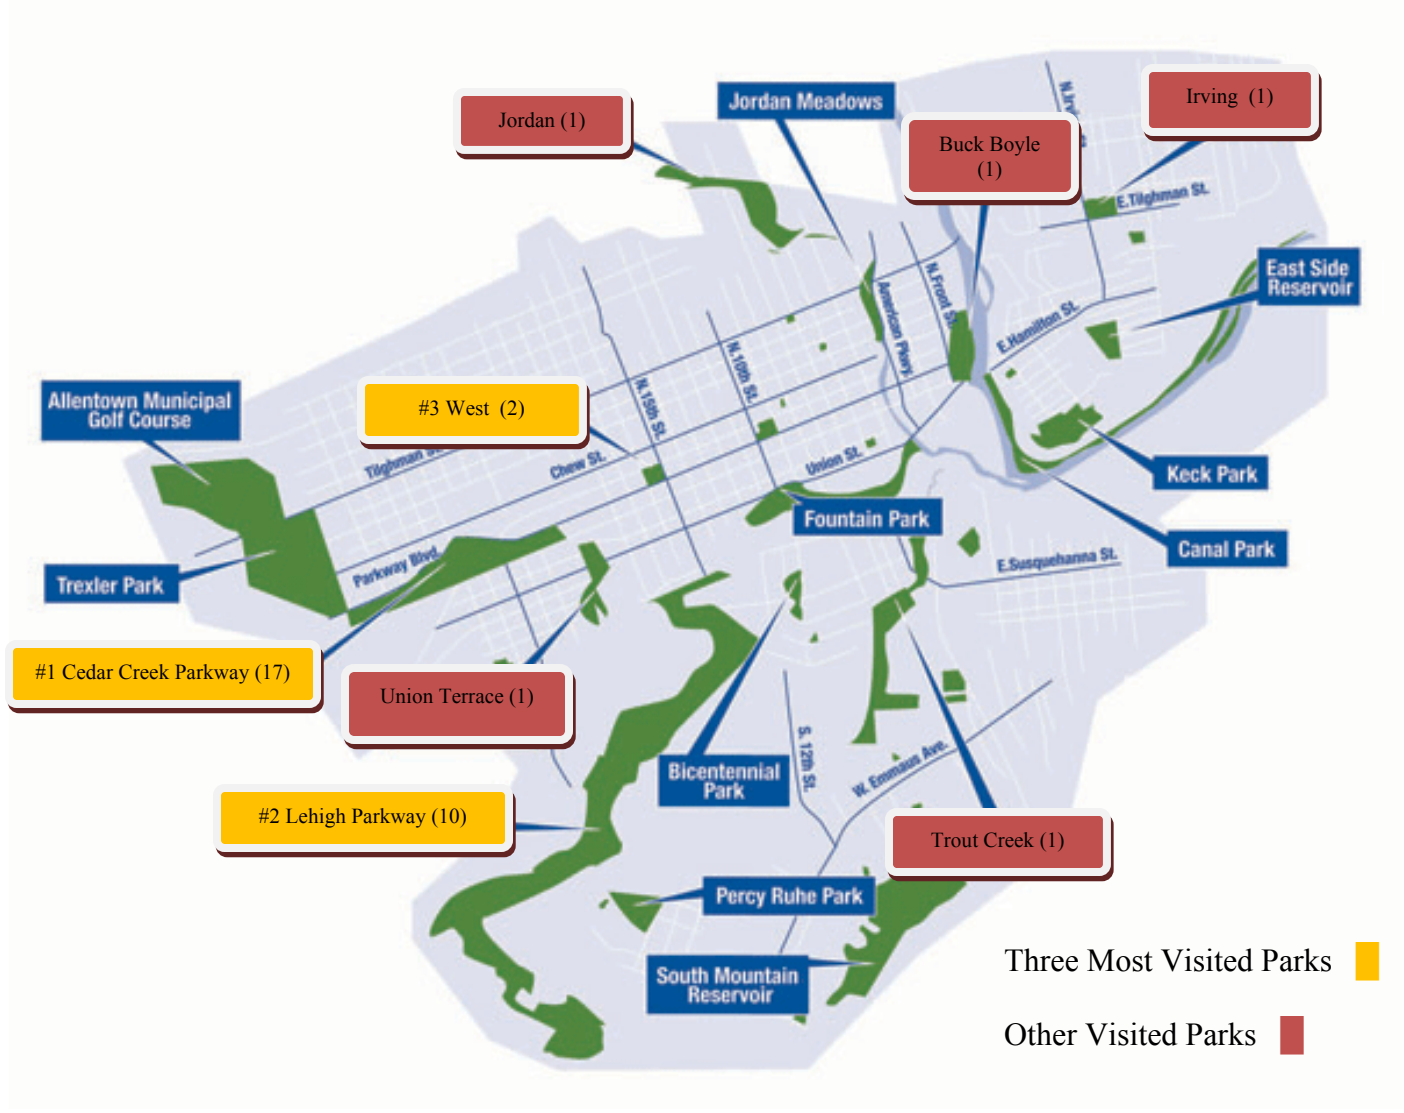 Jordan (1)
Jordan Meadows
Irving (1)
Buck Boyle
(1)
E.Tilghman St.
East Side
Reservoir
N.Front St.
American Pkwy.
E.Hamilton St.
N.10th St.
N.15th St.
Allentown Municipal
Golf Course
#3 West (2)
Tilghman
Chew St.
Union St.
Keck Park
Fountain Park
Canal Park
Trexler Park
Parkway Blvd.
E.Susquehanna St.
#1 Cedar Creek Parkway (17)
Union Terrace (1)
Bicentennial
Park
S. 12th St.
W. Emmaus Ave.
#2 Lehigh Parkway (10)
Trout Creek (1)
Percy Ruhe Park
South Mountain
Reservoir
Three Most Visited Parks
Other Visited Parks